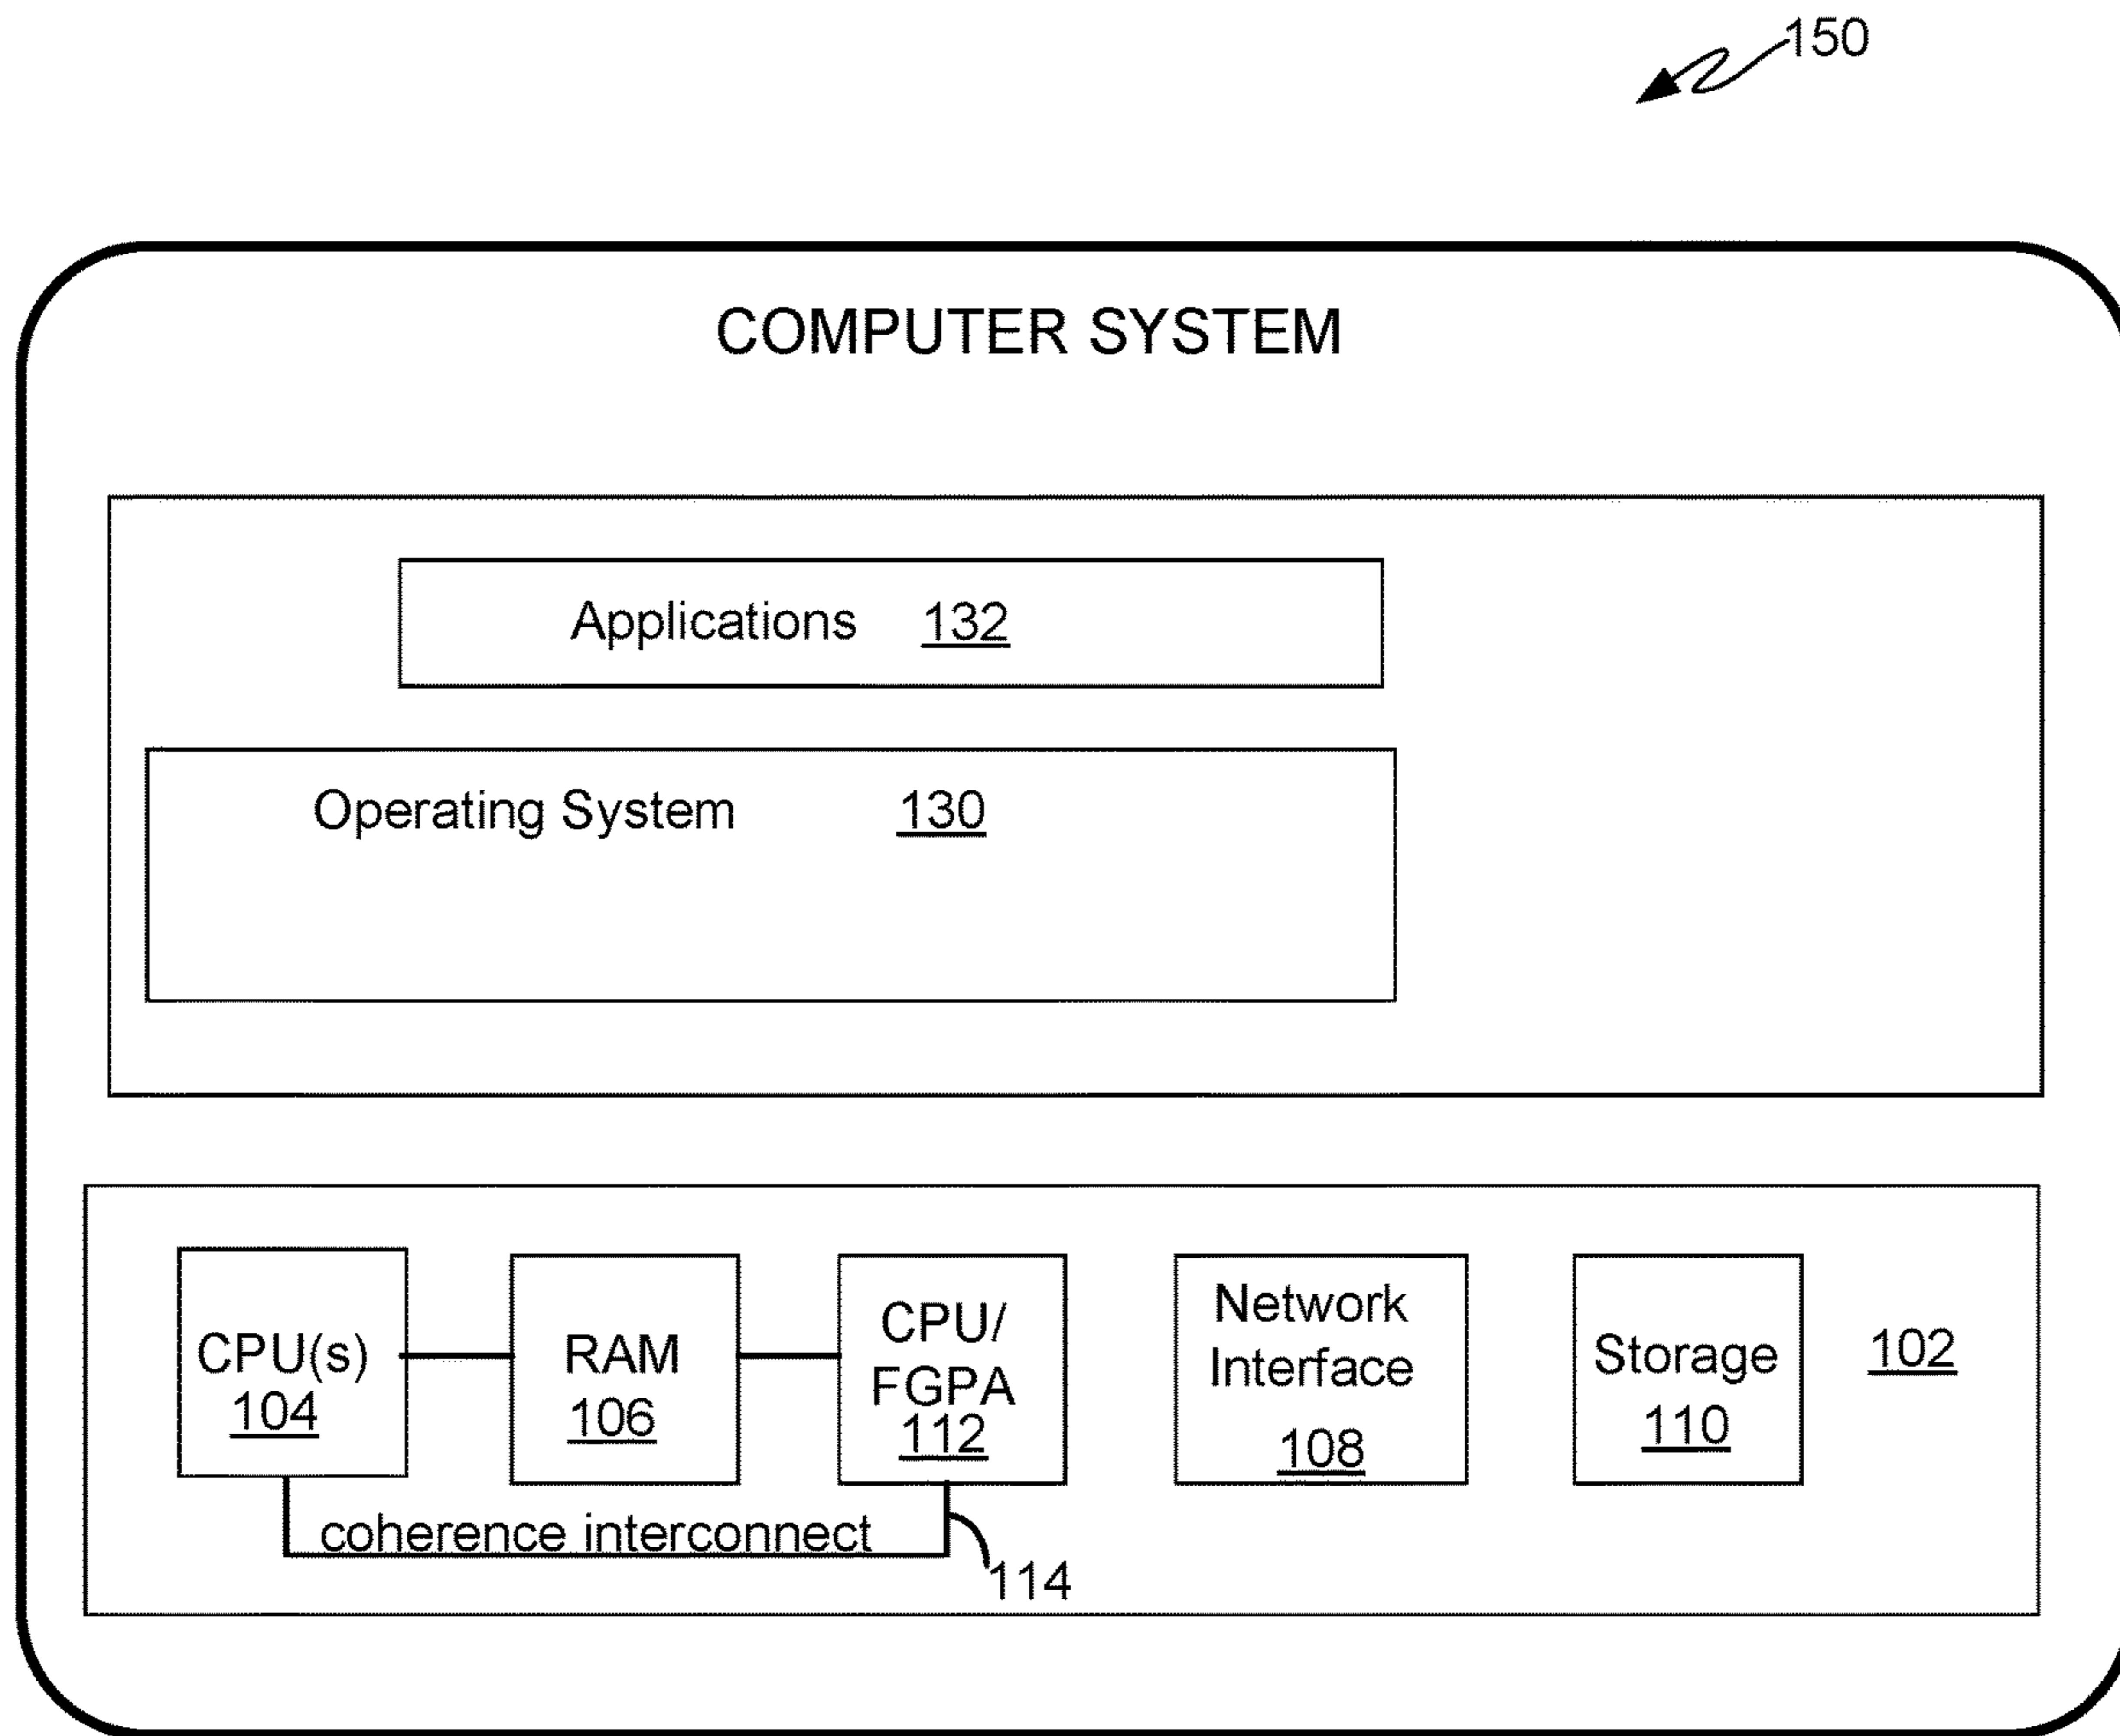 150
COMPUTER SYSTEM
Applications 132
Operating System 130
CPU(s)
104
RAM
106
CPU/
FGPA
112
Network
Interface
108
Storage
110
102
coherence interconnect
114